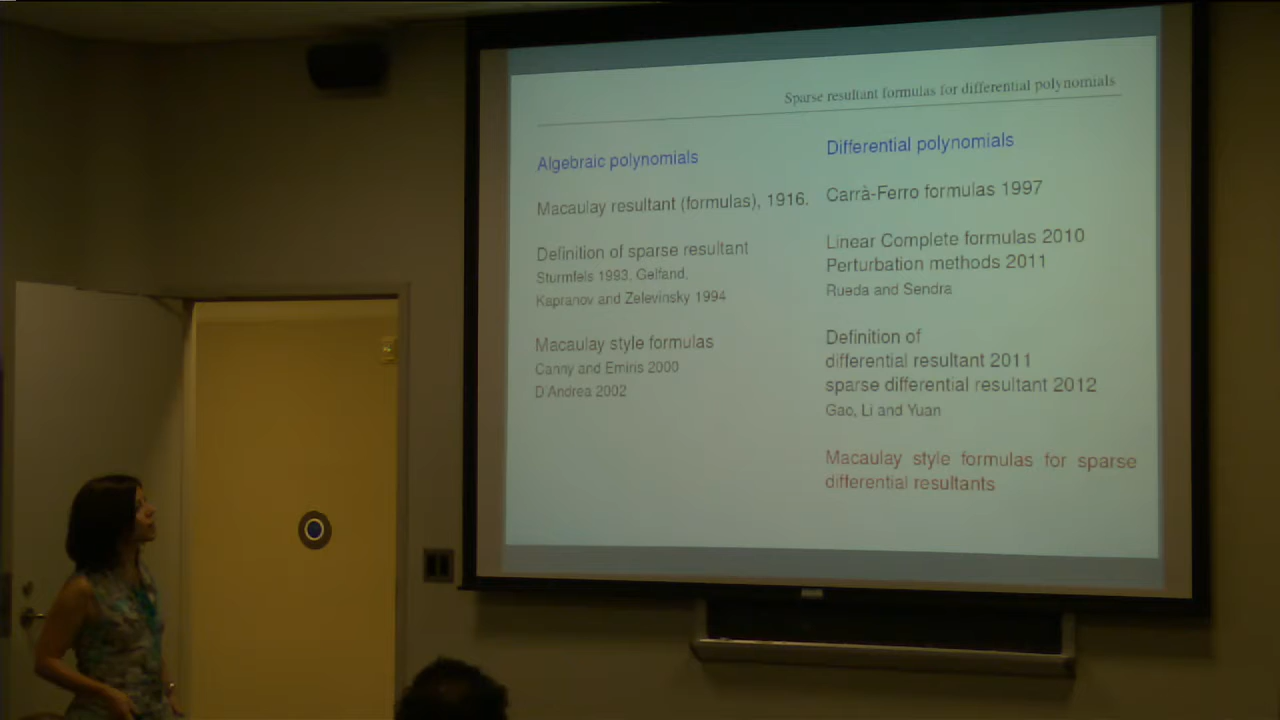 Sparse resultant formulas for differential polynomials
Algebraic polynomials
Macaulay resultant (formulas), 1916.
Definition of sparse resultant
Sturmfels 1993, Gelfand,
Kapranov and Zelevinsky 1994
Macaulay style formulas
Canny and Emiris 2000
D'Andrea 2002
Differential polynomials
Carrà-Ferro formulas 1997
Linear Complete formulas 2010
Perturbation methods 2011
Rueda and Sendra
Definition of
differential resultant 2011
sparse differential resultant 2012
Gao, Li and Yuan
Macaulay style formulas for sparse
differential resultants